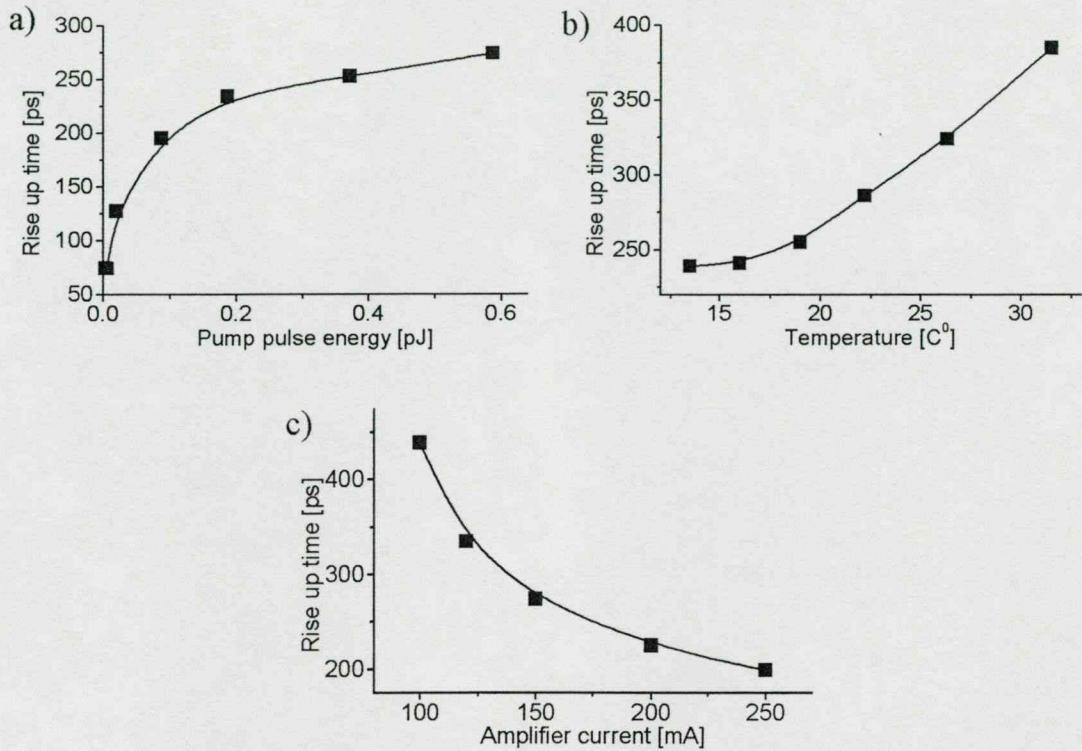 a)
300
250
200
150
100
50
Rise up time [ps]
0.0 0.2 0.4 0.6
Pump pulse energy [pJ]
b)
400
350
300
250
Rise up time [ps]
15 20 25 30
Temperature [C⁰]
c)
400
300
200
Rise up time [ps]
100 150 200 250
Amplifier current [mA]